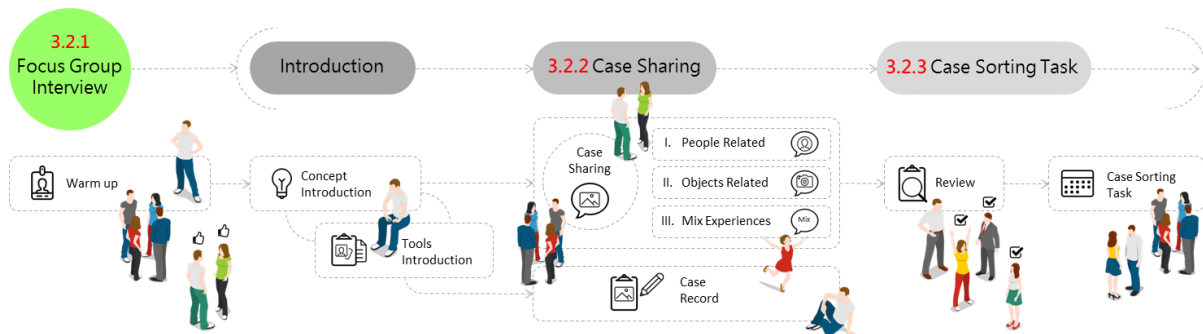 3.2.1
Focus Group
Interview
Introduction
3.2.2 Case Sharing
3.2.3 Case Sorting Task
Warm up
Concept
Introduction
Tools
Introduction
Case
Sharing
I. People Related
II. Objects Related
III. Mix Experiences
Mix
Case
Record
Review
Case Sorting
Task